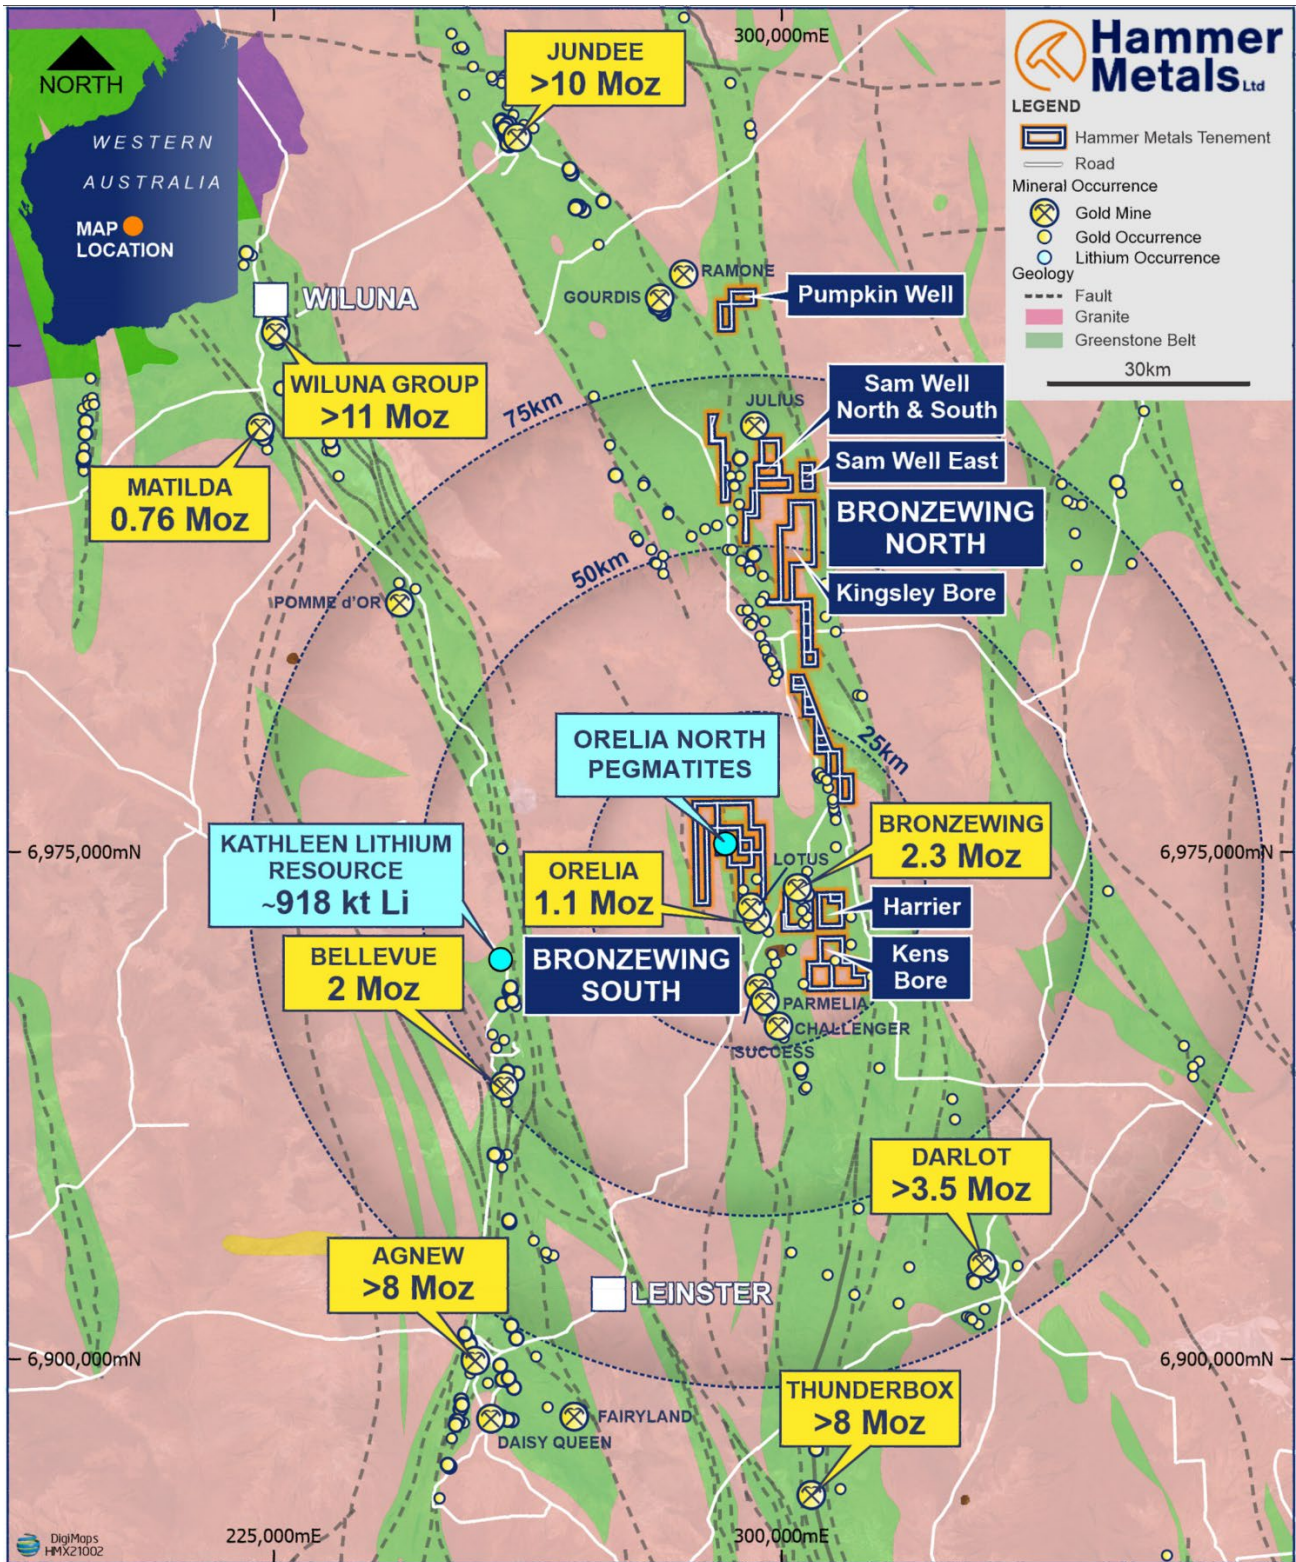 300,000mE
Hammer
Metals Ltd
LEGEND
Hammer Metals Tenement
Road
Mineral Occurrence
Gold Mine
Gold Occurrence
Lithium Occurrence
Geology
Fault
Granite
Greenstone Belt
30km
NORTH
WESTERN
AUSTRALIA
MAP
LOCATION
JUNDEE
>10 Moz
RAMONE
GOURDIS
Pumpkin Well
WILUNA
WILUNA GROUP
>11 Moz
75km
JULIUS
Sam Well
North & South
Sam Well East
MATILDA
0.76 Moz
BRONZEWING
NORTH
50km
Kingsley Bore
POMME d'OR
ORELIA NORTH
PEGMATITES
25km
KATHLEEN LITHIUM
RESOURCE
~918 kt Li
6,975,000mN
6,975,000mN
BRONZEWING
2.3 Moz
LOTUS
ORELIA
1.1 Moz
Harrier
BELLEVUE
2 Moz
BRONZEWING
SOUTH
Kens
Bore
PARMELIA
CHALLENGER
SUCCESS
DARLOT
>3.5 Moz
AGNEW
>8 Moz
LEINSTER
6,900,000mN
6,900,000mN
THUNDERBOX
>8 Moz
FAIRYLAND
DAISY QUEEN
225,000mE
300,000mE
DigiMaps
HMX21002